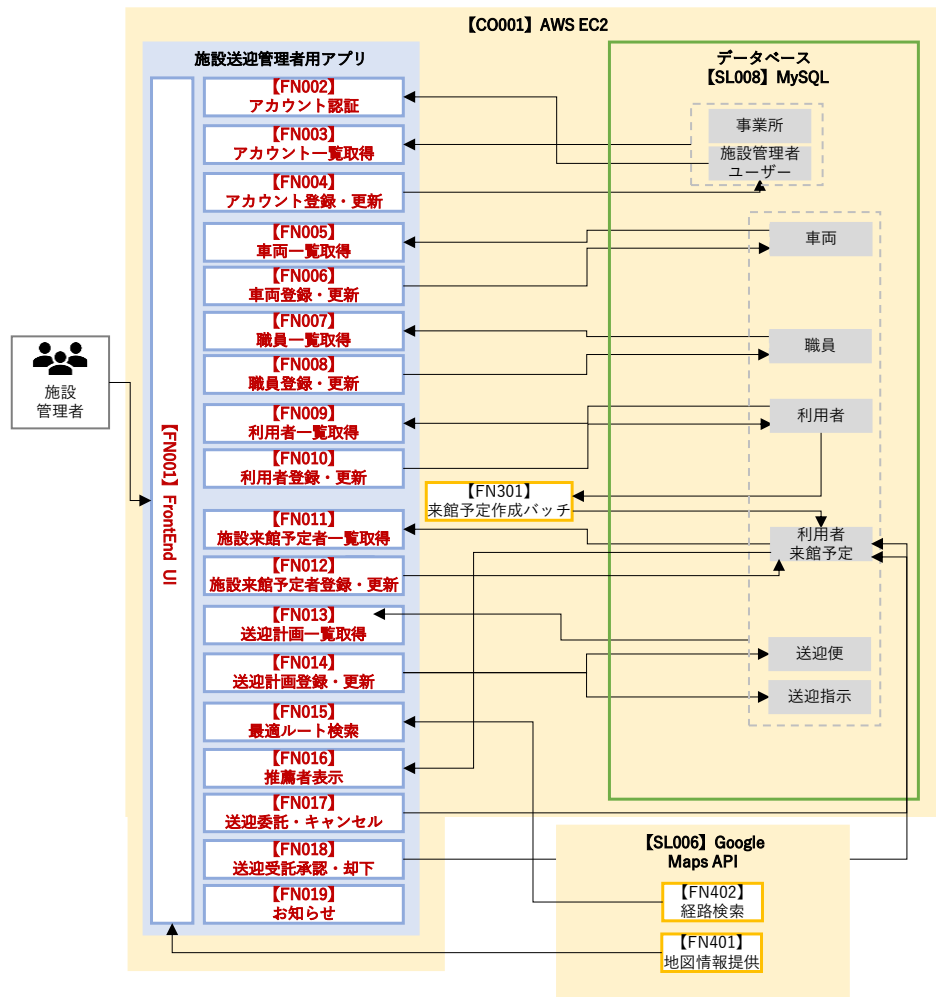 【CO001】AWS EC2
施設送迎管理者用アプリ
【FN001】FrontEnd UI
【FN002】
アカウント認証
【FN003】
アカウント一覧取得
【FN004】
アカウント登録・更新
【FN005】
車両一覧取得
【FN006】
車両登録・更新
【FN007】
職員一覧取得
【FN008】
職員登録・更新
【FN009】
利用者一覧取得
【FN010】
利用者登録・更新
【FN011】
施設来館予定者一覧取得
【FN012】
施設来館予定者登録・更新
【FN013】
送迎計画一覧取得
【FN014】
送迎計画登録・更新
【FN015】
最適ルート検索
【FN016】
推薦者表示
【FN017】
送迎委託・キャンセル
【FN018】
送迎受託承認・却下
【FN019】
お知らせ
施設
管理者
【FN301】
来館予定作成バッチ
データベース
【SL008】MySQL
事業所
施設管理者
ユーザー
車両
職員
利用者
利用者
来館予定
送迎便
送迎指示
【SL006】Google
Maps API
【FN402】
経路検索
【FN401】
地図情報提供